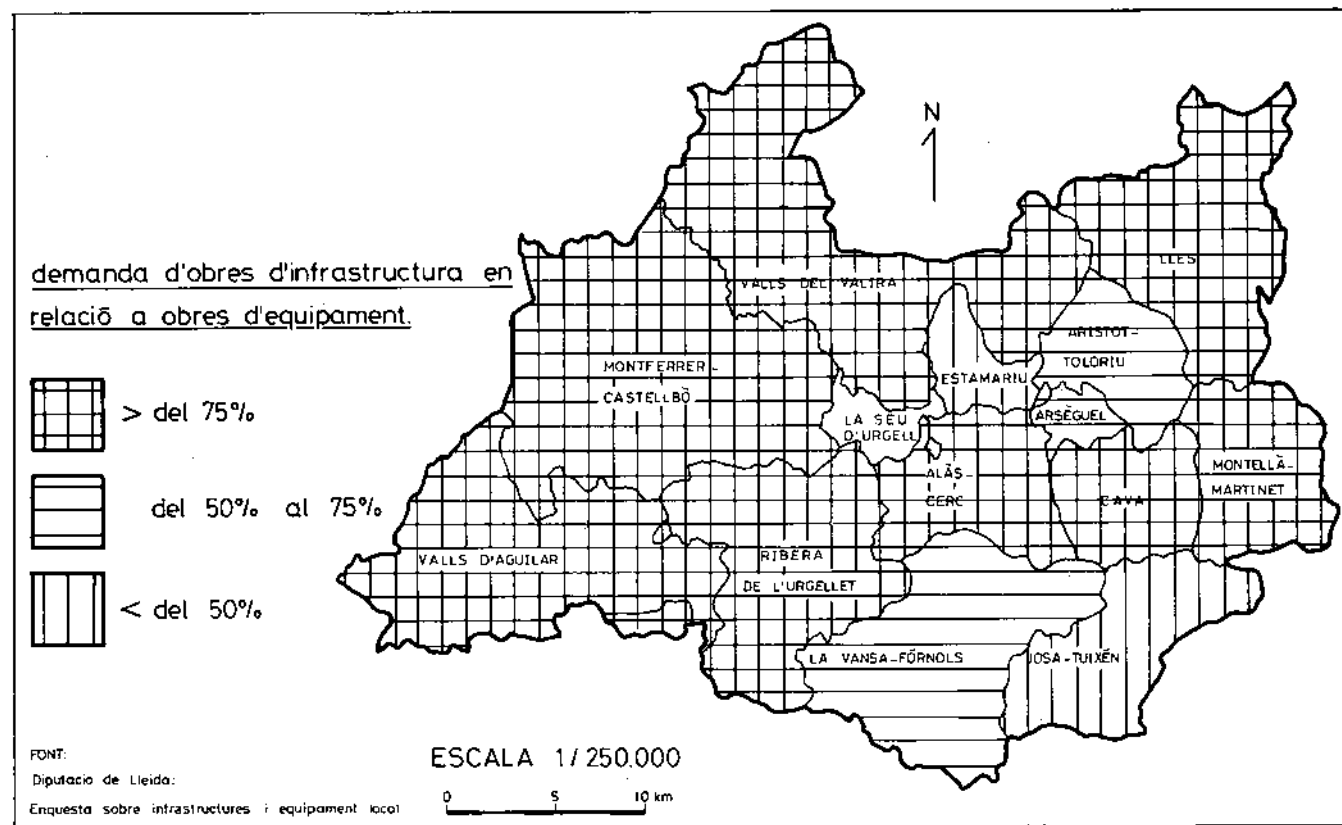 N
demanda d'obres d'infrastructura en
relació a obres d'equipament.
> del 75%
del 50% al 75%
< del 50%
LLES
VALLS DEL VALIRA
ARISTOT-
TOLORIU
MONTFERRER-
CASTELLBÒ
ESTAMARIU
ARSÈGUEL
LA SEU
D'URGELL
ALÀS-
CERC
CAVA
MONTELLÀ-
MARTINET
VALLS D'AGUILAR
RIBERA
DE L'URGELLET
LA VANSA-FÓRNOLS
JOSA-TUIXÉN
FONT:
Diputacio de Lleida:
Enquesta sobre infrastructures i equipament local
ESCALA 1/250.000
0 5 10 km